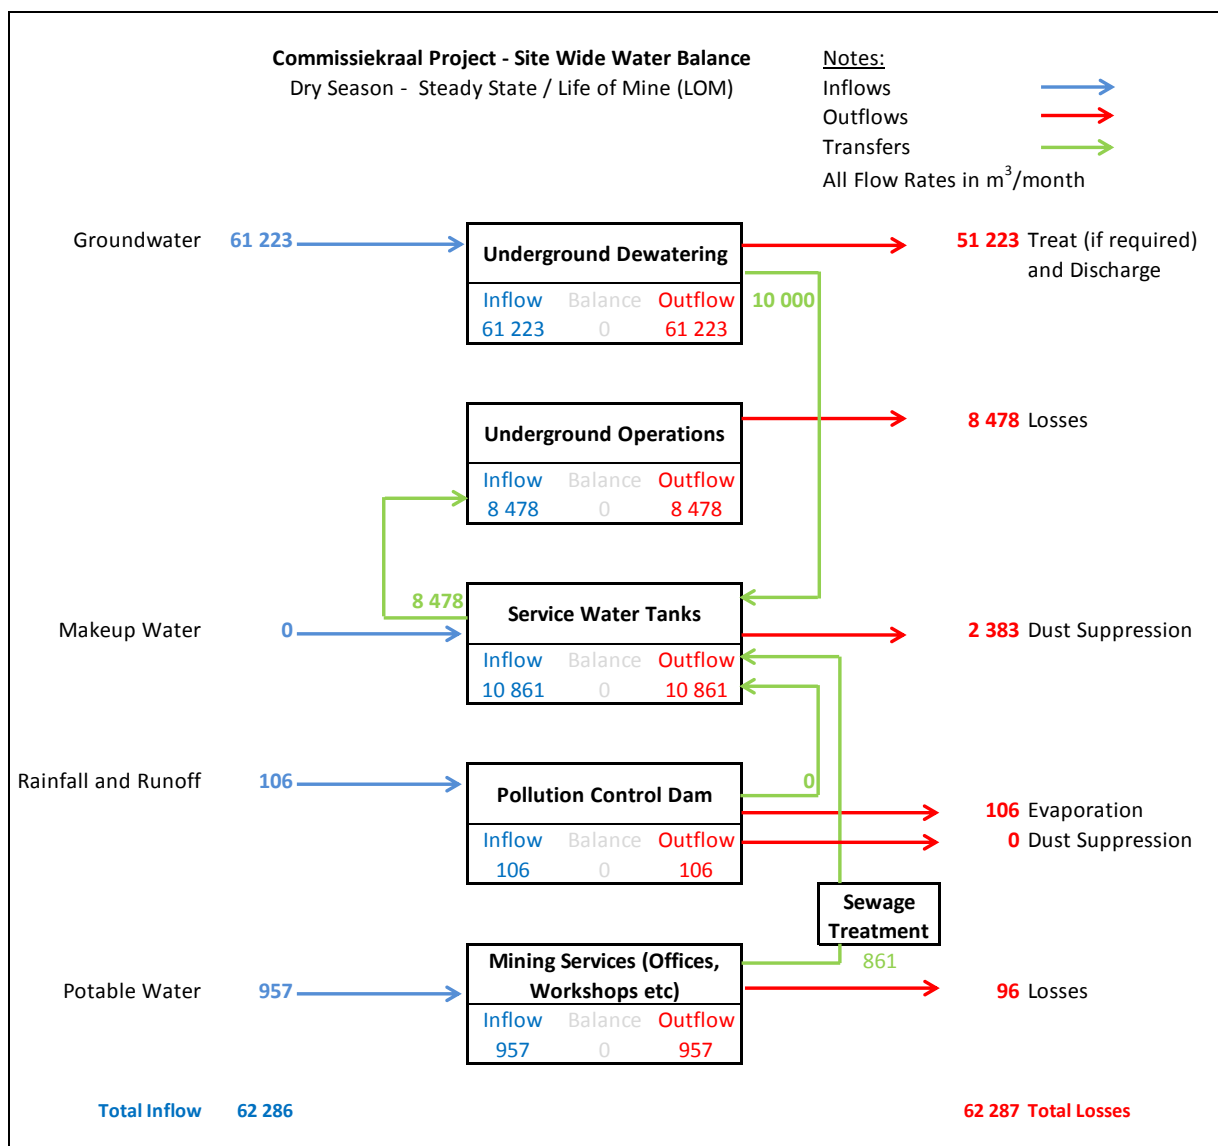 Commissiekraal Project - Site Wide Water Balance
Dry Season - Steady State / Life of Mine (LOM)
Notes:
Inflows
Outflows
Transfers
All Flow Rates in m³/month
Groundwater 61 223
Underground Dewatering
51 223 Treat (if required)
and Discharge
Inflow Balance Outflow
61 223 0 61 223
10 000
Underground Operations
8 478 Losses
Inflow Balance Outflow
8 478 0 8 478
8 478
Service Water Tanks
Makeup Water 0
2 383 Dust Suppression
Inflow Balance Outflow
10 861 0 10 861
Rainfall and Runoff 106
Pollution Control Dam
0
106 Evaporation
0 Dust Suppression
Inflow Balance Outflow
106 0 106
Sewage
Treatment
861
Mining Services (Offices,
Workshops etc)
Potable Water 957
96 Losses
Inflow Balance Outflow
957 0 957
Total Inflow 62 286
62 287 Total Losses